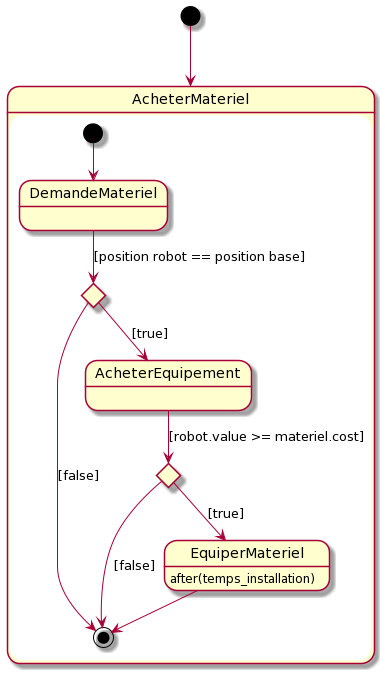 AcheterMateriel
DemandeMateriel
[position robot == position base]
[true]
AcheterEquipement
[robot.value >= materiel.cost]
[false]
[true]
EquiperMateriel
[false]
after(temps_installation)